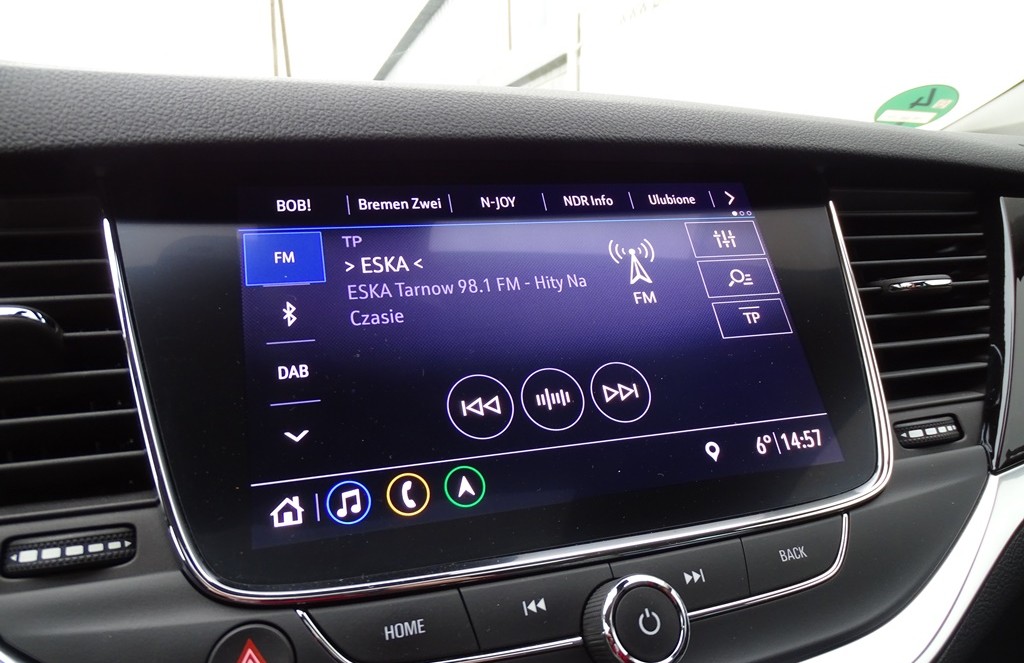 4
BOB! Bremen Zwei N-JOY NDR Info Ulubione
FM
TP
> ESKA <
ESKA Tarnow 98.1 FM - Hity Na
Czasie
FM
TP
DAB
6° 14:57
HOME
BACK